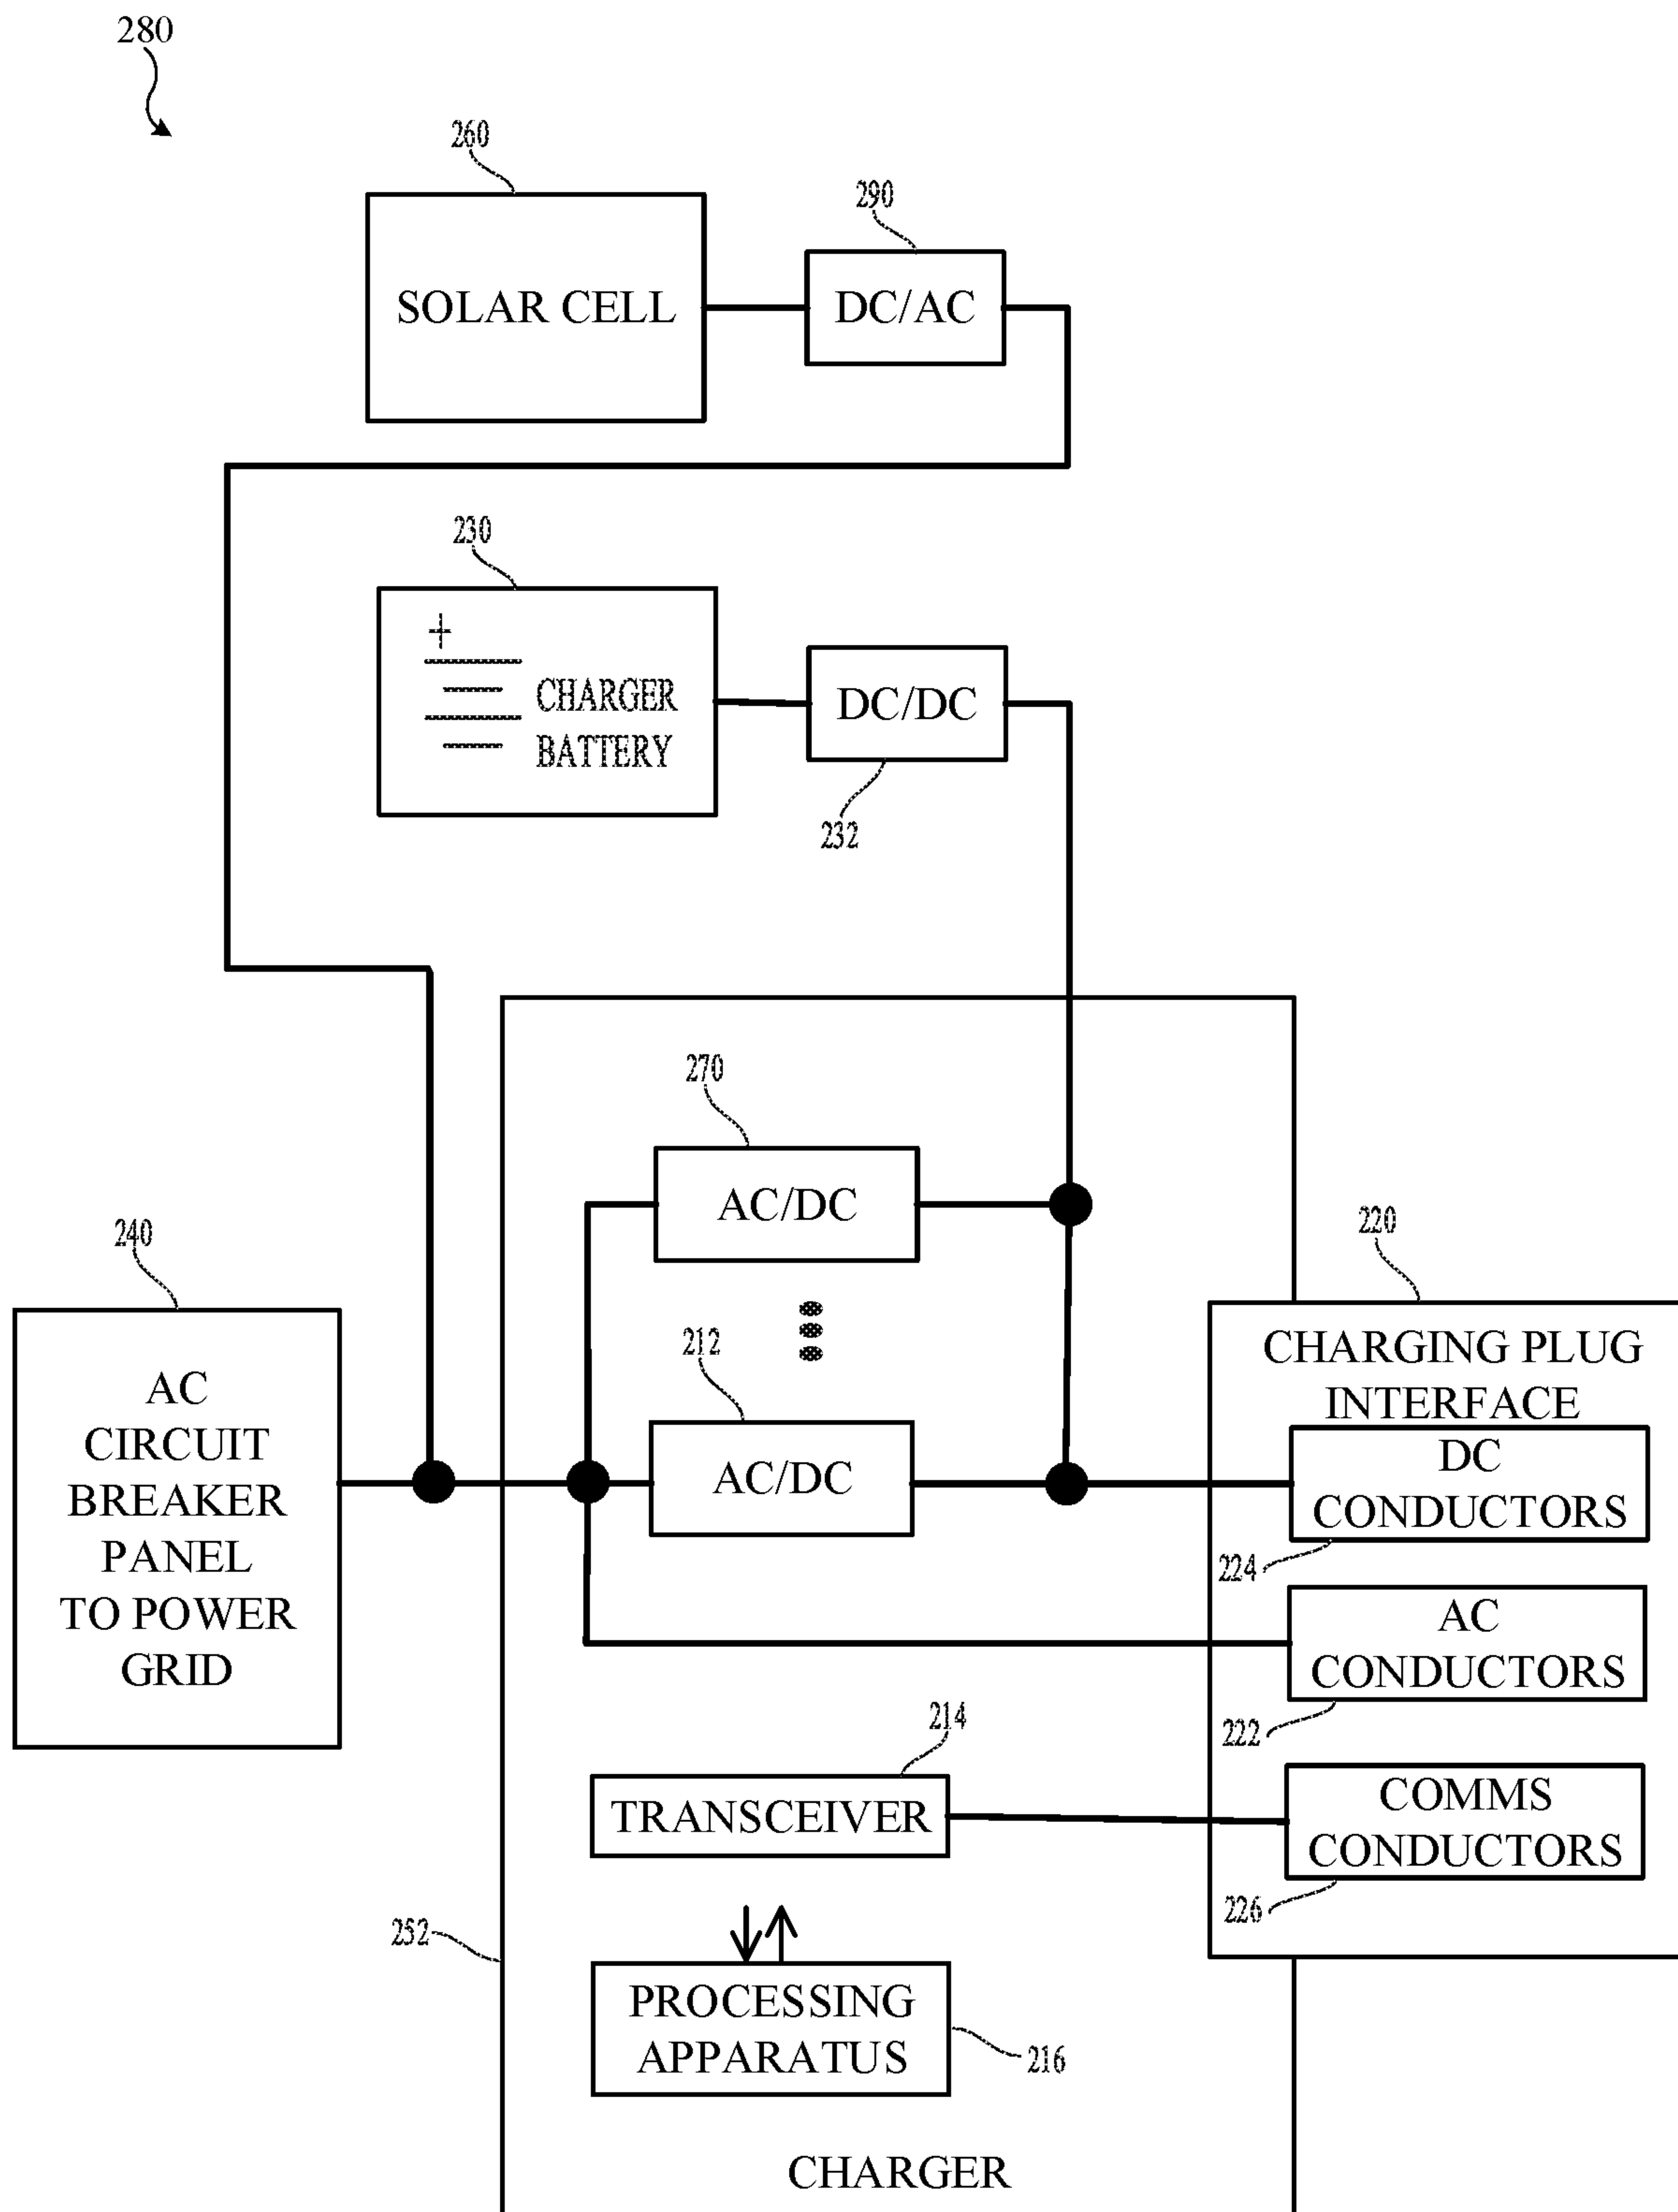 280
260
290
SOLAR CELL
DC/AC
230
+
CHARGER
BATTERY
DC/DC
232
270
AC/DC
240
220
212
AC/DC
AC
CIRCUIT
BREAKER
PANEL
TO POWER
GRID
CHARGING PLUG
INTERFACE
DC
CONDUCTORS
224
AC
CONDUCTORS
222
214
TRANSCEIVER
COMMS
CONDUCTORS
226
252
PROCESSING
APPARATUS
216
CHARGER